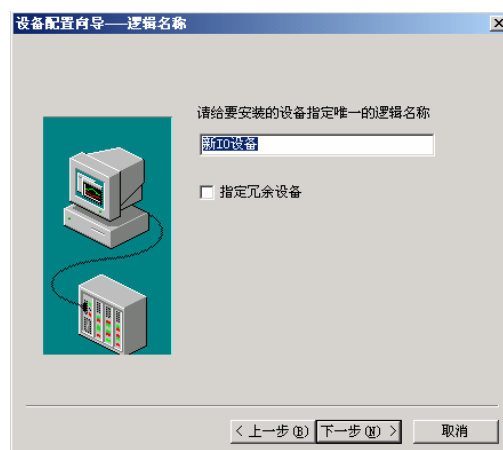 设备配置向导——逻辑名称
请给要安装的设备指定唯一的逻辑名称
新IO设备
指定冗余设备
< 上一步(B) 下一步(N) > 取消